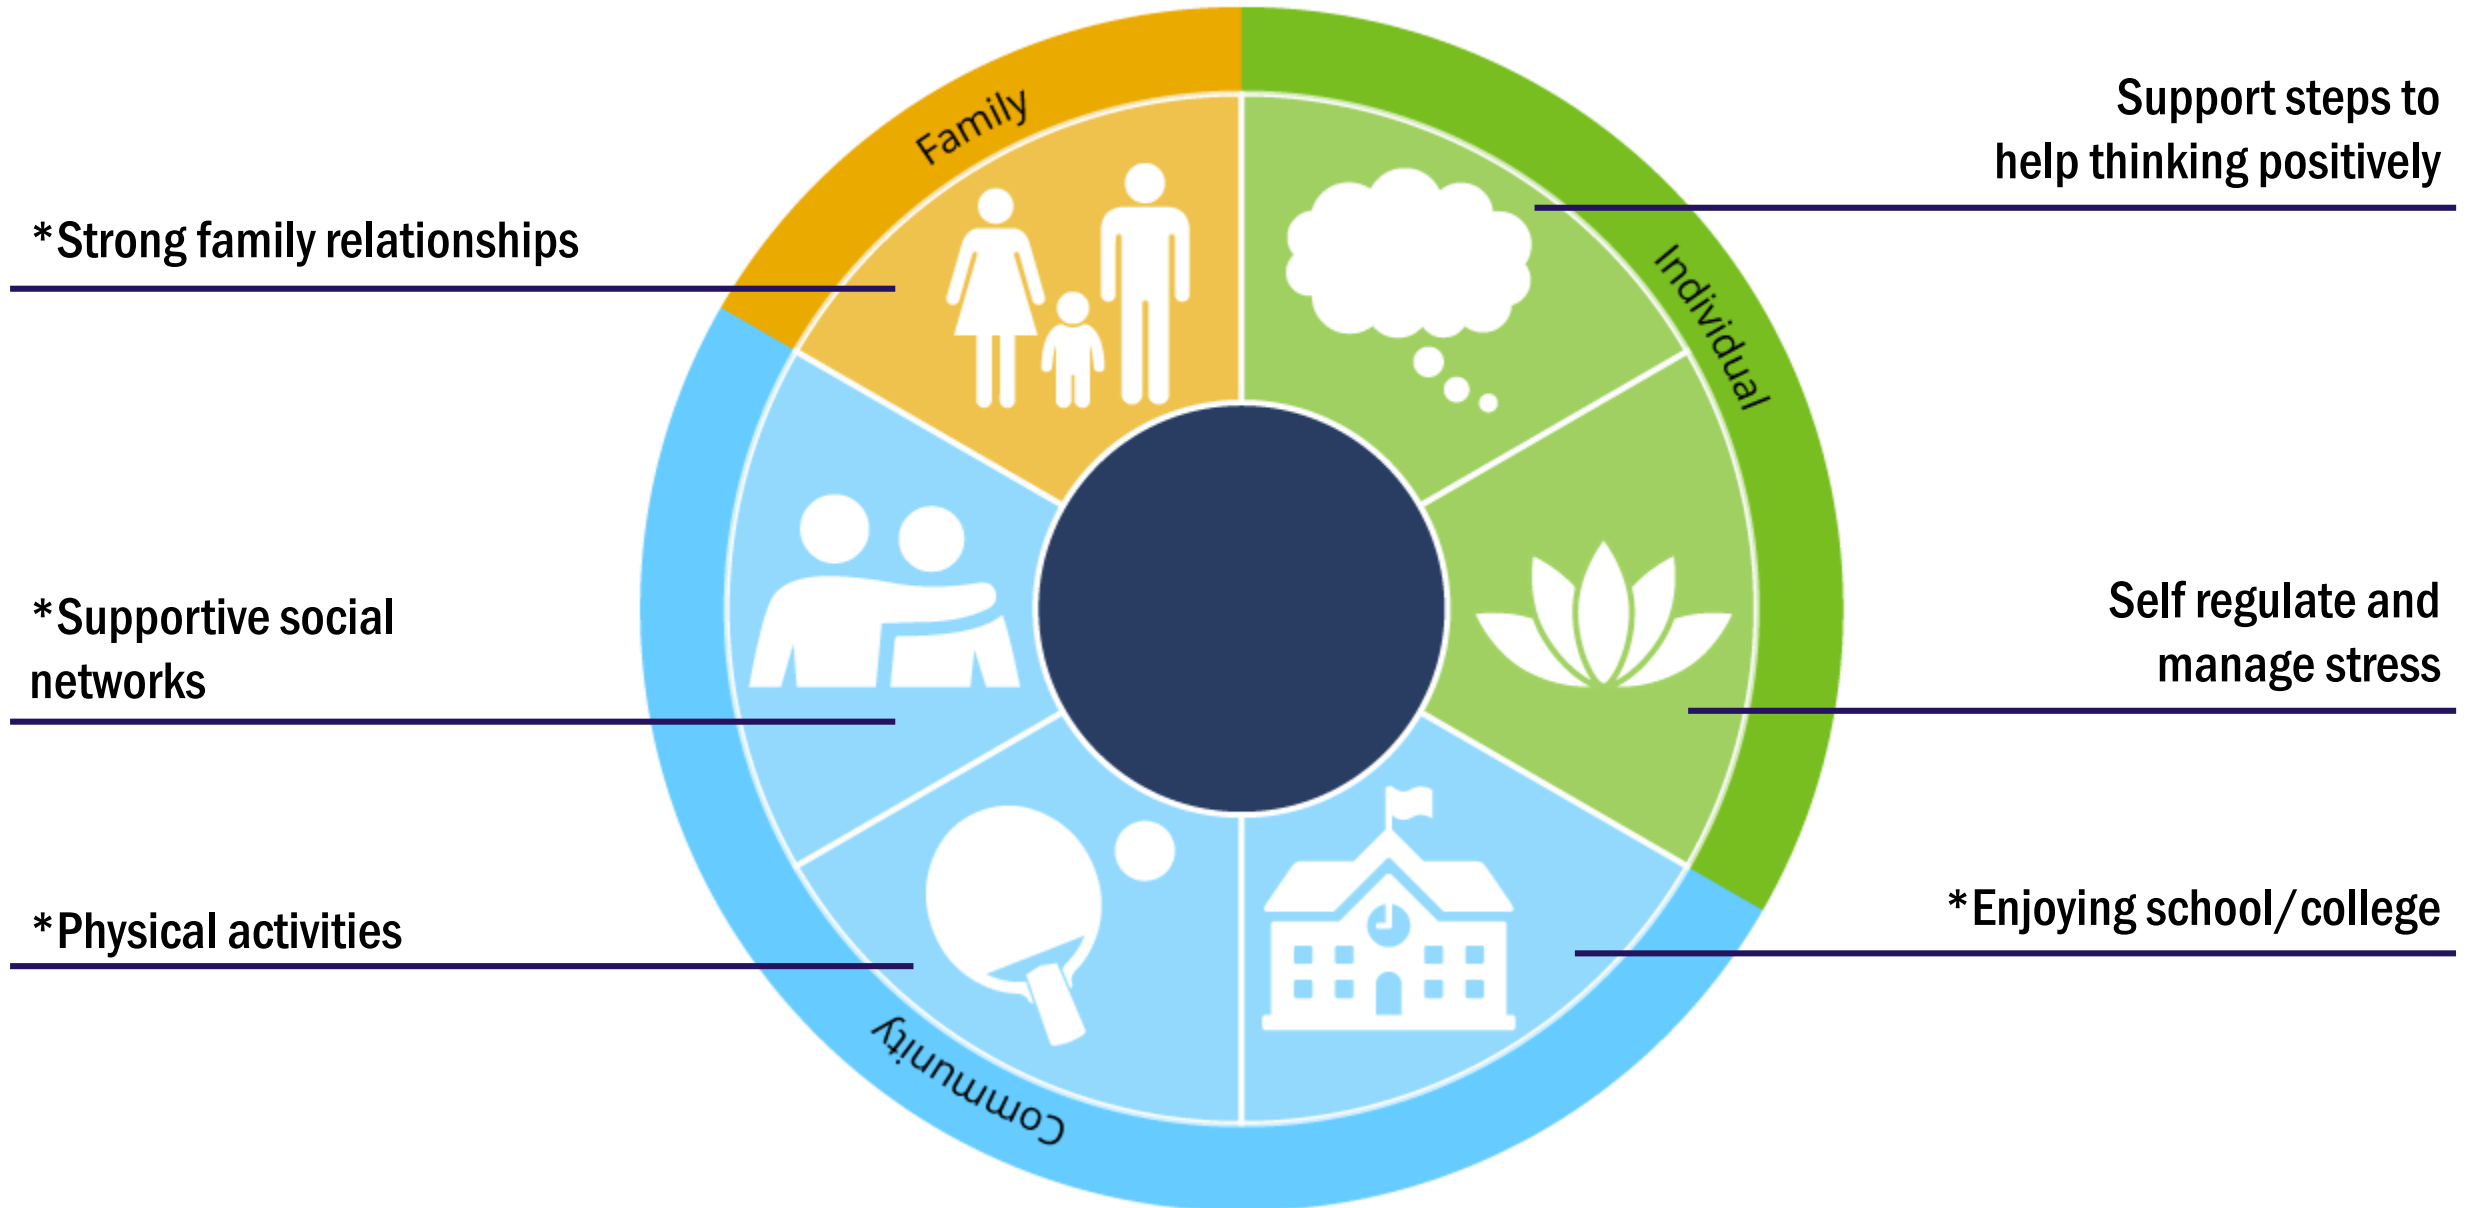 Family
Individual
Community
*Strong family relationships
*Supportive social
networks
*Physical activities
Support steps to
help thinking positively
Self regulate and
manage stress
*Enjoying school/college